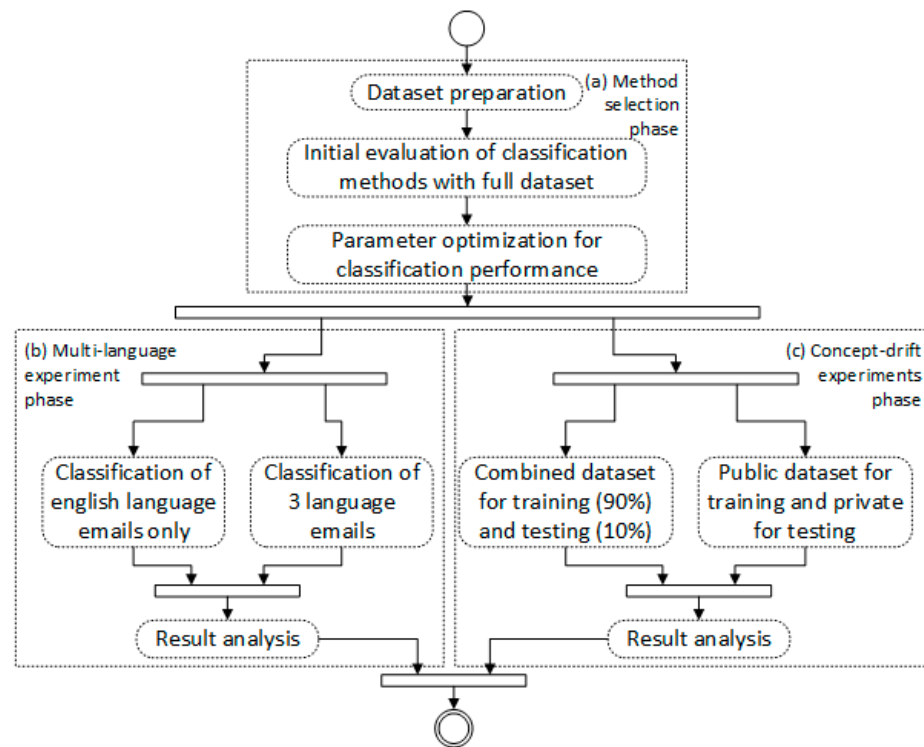 (a) Method
selection
phase
Dataset preparation
Initial evaluation of classification
methods with full dataset
Parameter optimization for
classification performance
(b) Multi-language
experiment
phase
Classification of
english language
emails only
Classification of
3 language
emails
Result analysis
(c) Concept-drift
experiments
phase
Combined dataset
for training (90%)
and testing (10%)
Public dataset for
training and private
for testing
Result analysis